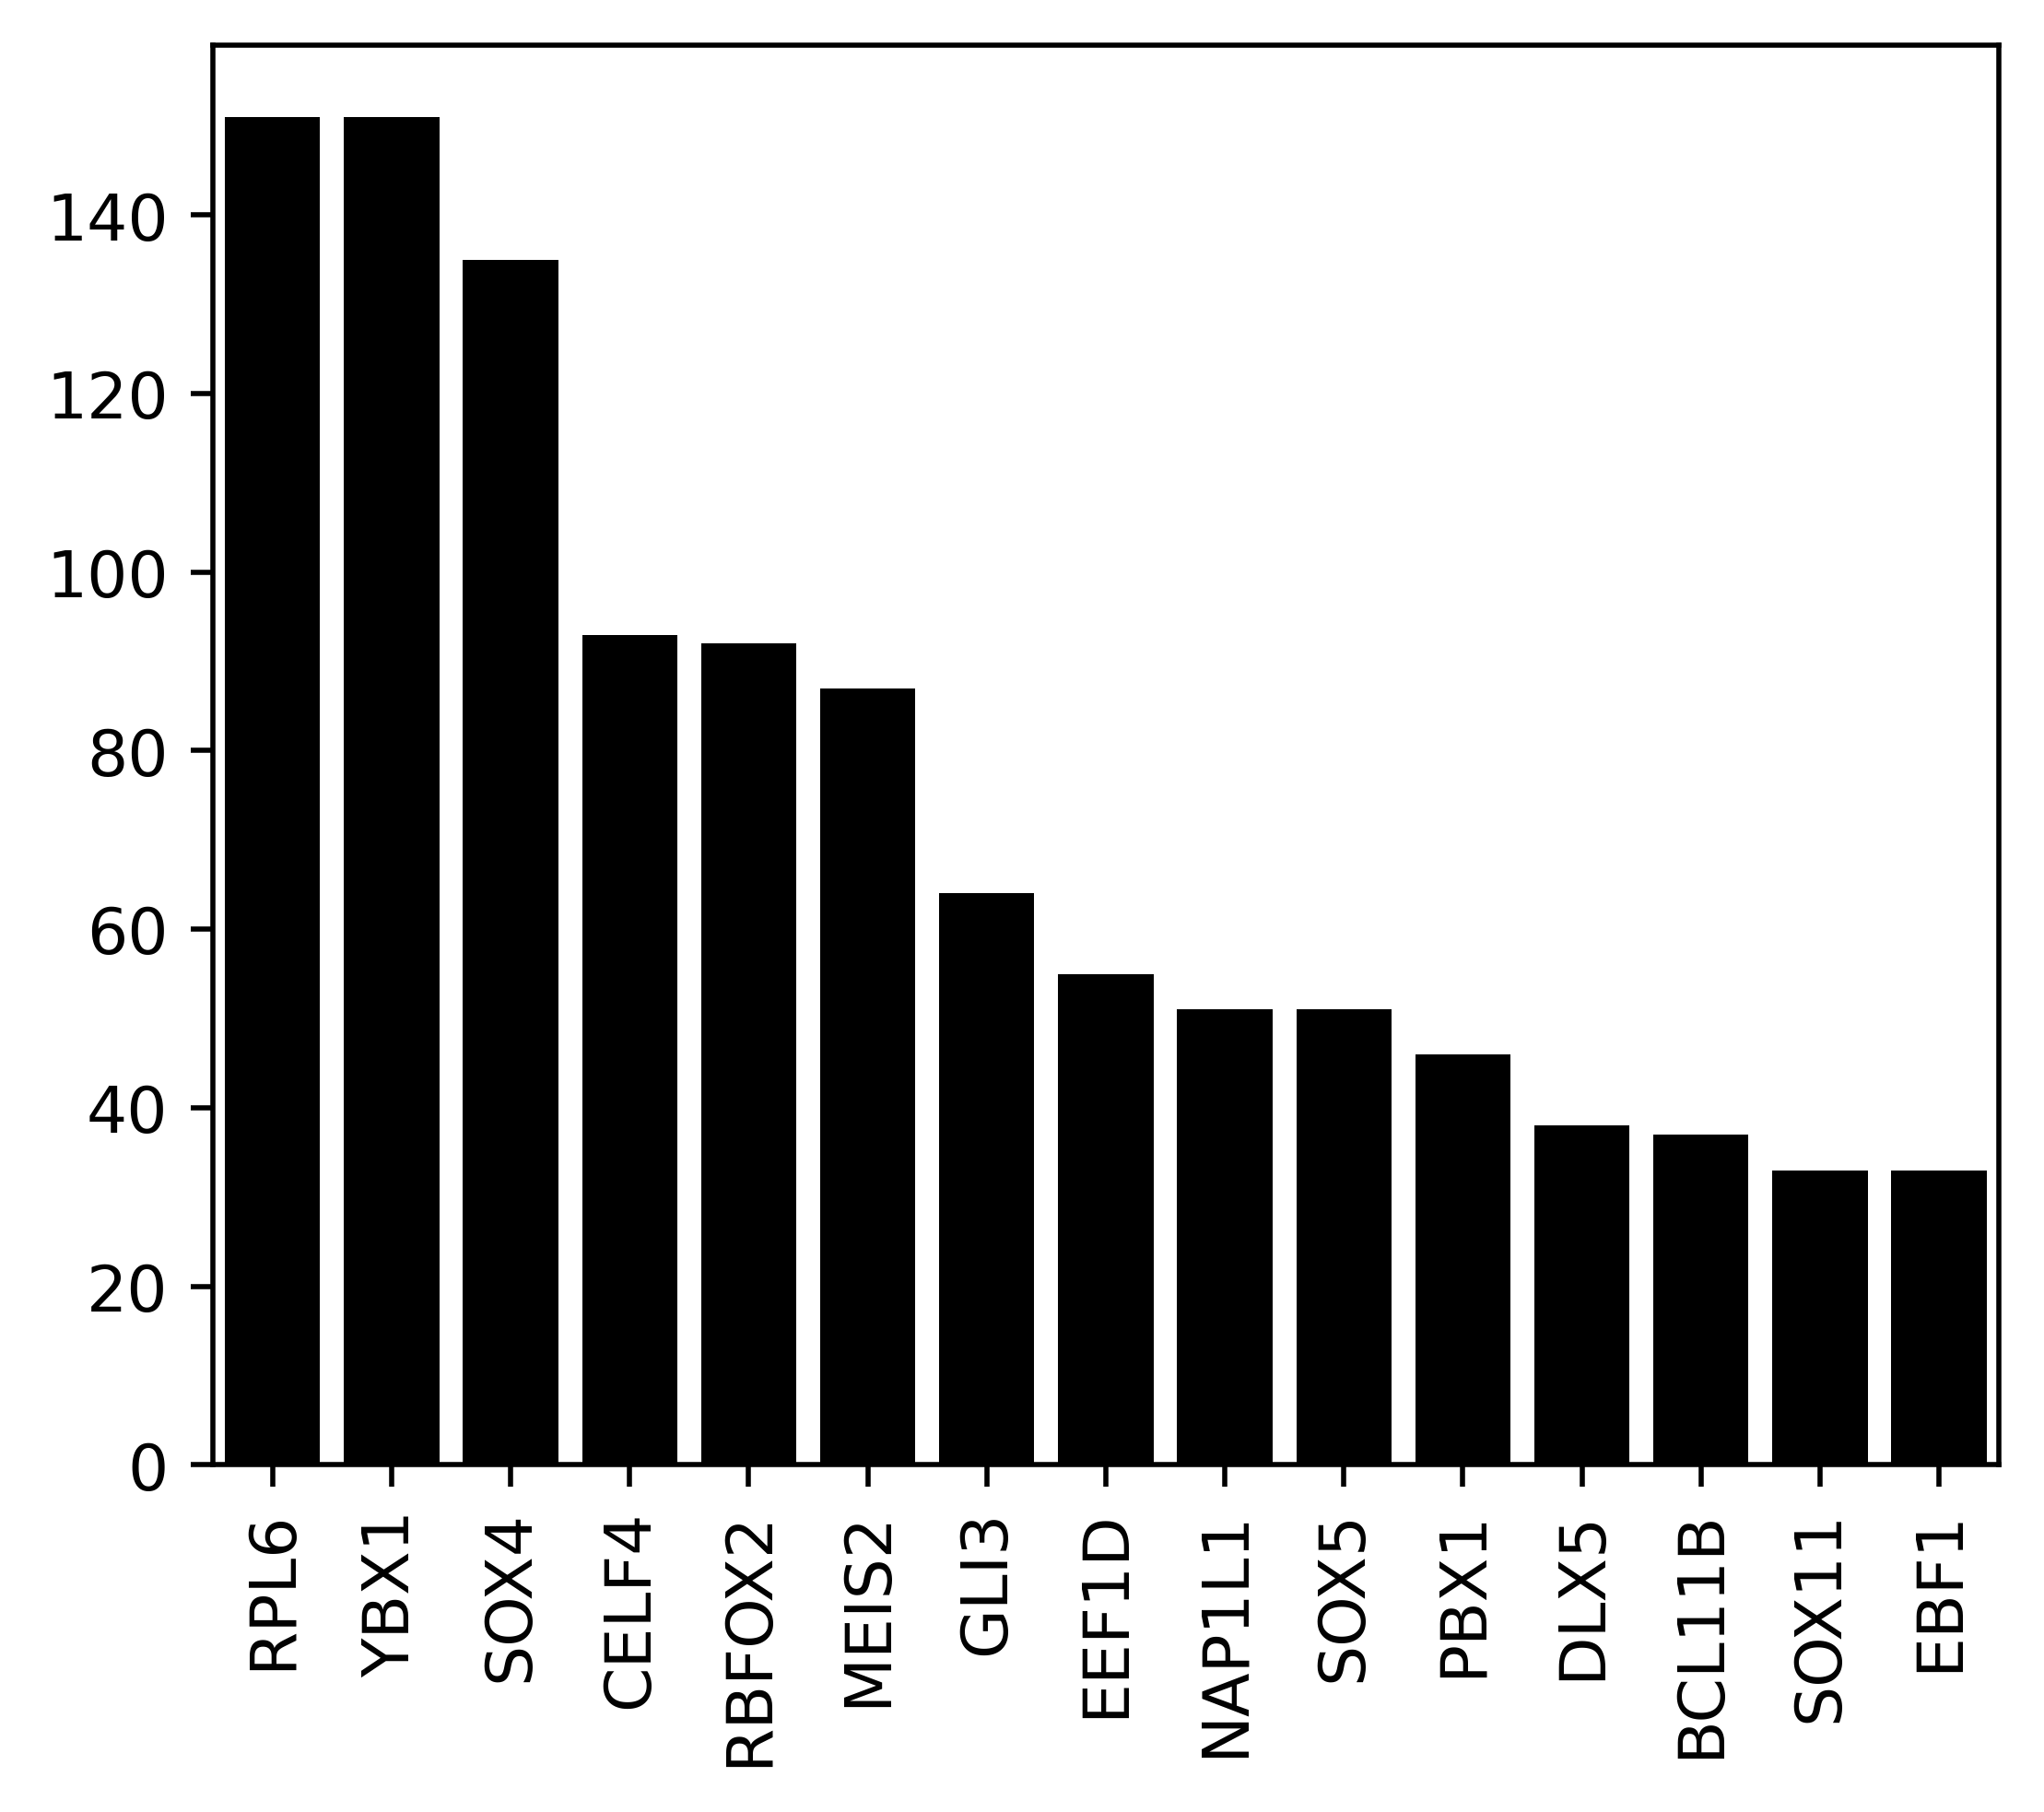 140
120
100
80
60
40
20
0
RPL6
YBX1
SOX4
CELF4
RBFOX2
MEIS2
GLI3
EEF1D
NAP1L1
SOX5
PBX1
DLX5
BCL11B
SOX11
EBF1